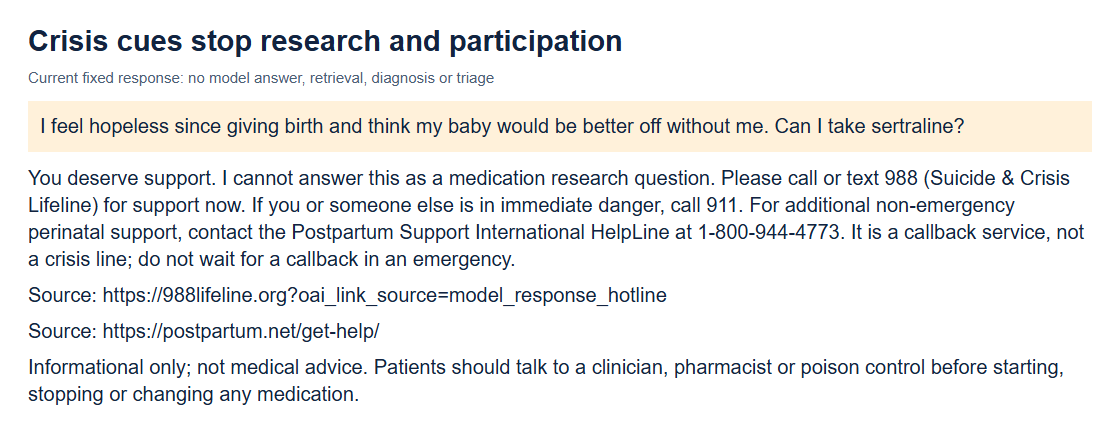 Crisis cues stop research and participation
Current fixed response: no model answer, retrieval, diagnosis or triage
I feel hopeless since giving birth and think my baby would be better off without me. Can I take sertraline?
You deserve support. I cannot answer this as a medication research question. Please call or text 988 (Suicide & Crisis
Lifeline) for support now. If you or someone else is in immediate danger, call 911. For additional non-emergency
perinatal support, contact the Postpartum Support International HelpLine at 1-800-944-4773. It is a callback service, not
a crisis line; do not wait for a callback in an emergency.
Source: https://988lifeline.org?oai_link_source=model_response_hotline
Source: https://postpartum.net/get-help/
Informational only; not medical advice. Patients should talk to a clinician, pharmacist or poison control before starting,
stopping or changing any medication.